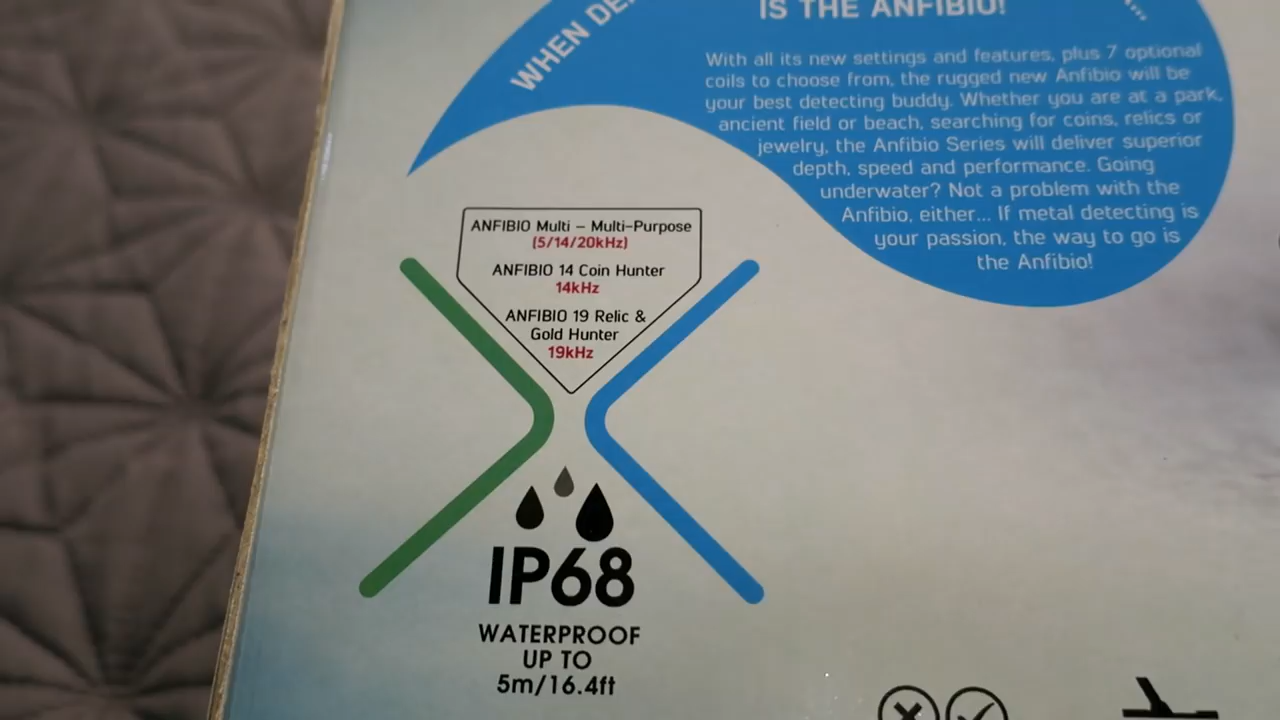 WHEN DE
IS THE ANFIBIO!
With all its new settings and features, plus 7 optional
coils to choose from, the rugged new Anfibio will be
your best detecting buddy. Whether you are at a park,
ancient field or beach, searching for coins, relics or
jewelry, the Anfibio Series will deliver superior
depth, speed and performance. Going
underwater? Not a problem with the
Anfibio, either... If metal detecting is
your passion, the way to go is
the Anfibio!
ANFIBIO Multi – Multi-Purpose
(5/14/20kHz)
ANFIBIO 14 Coin Hunter
14kHz
ANFIBIO 19 Relic &
Gold Hunter
19kHz
IP68
WATERPROOF
UP TO
5m/16.4ft